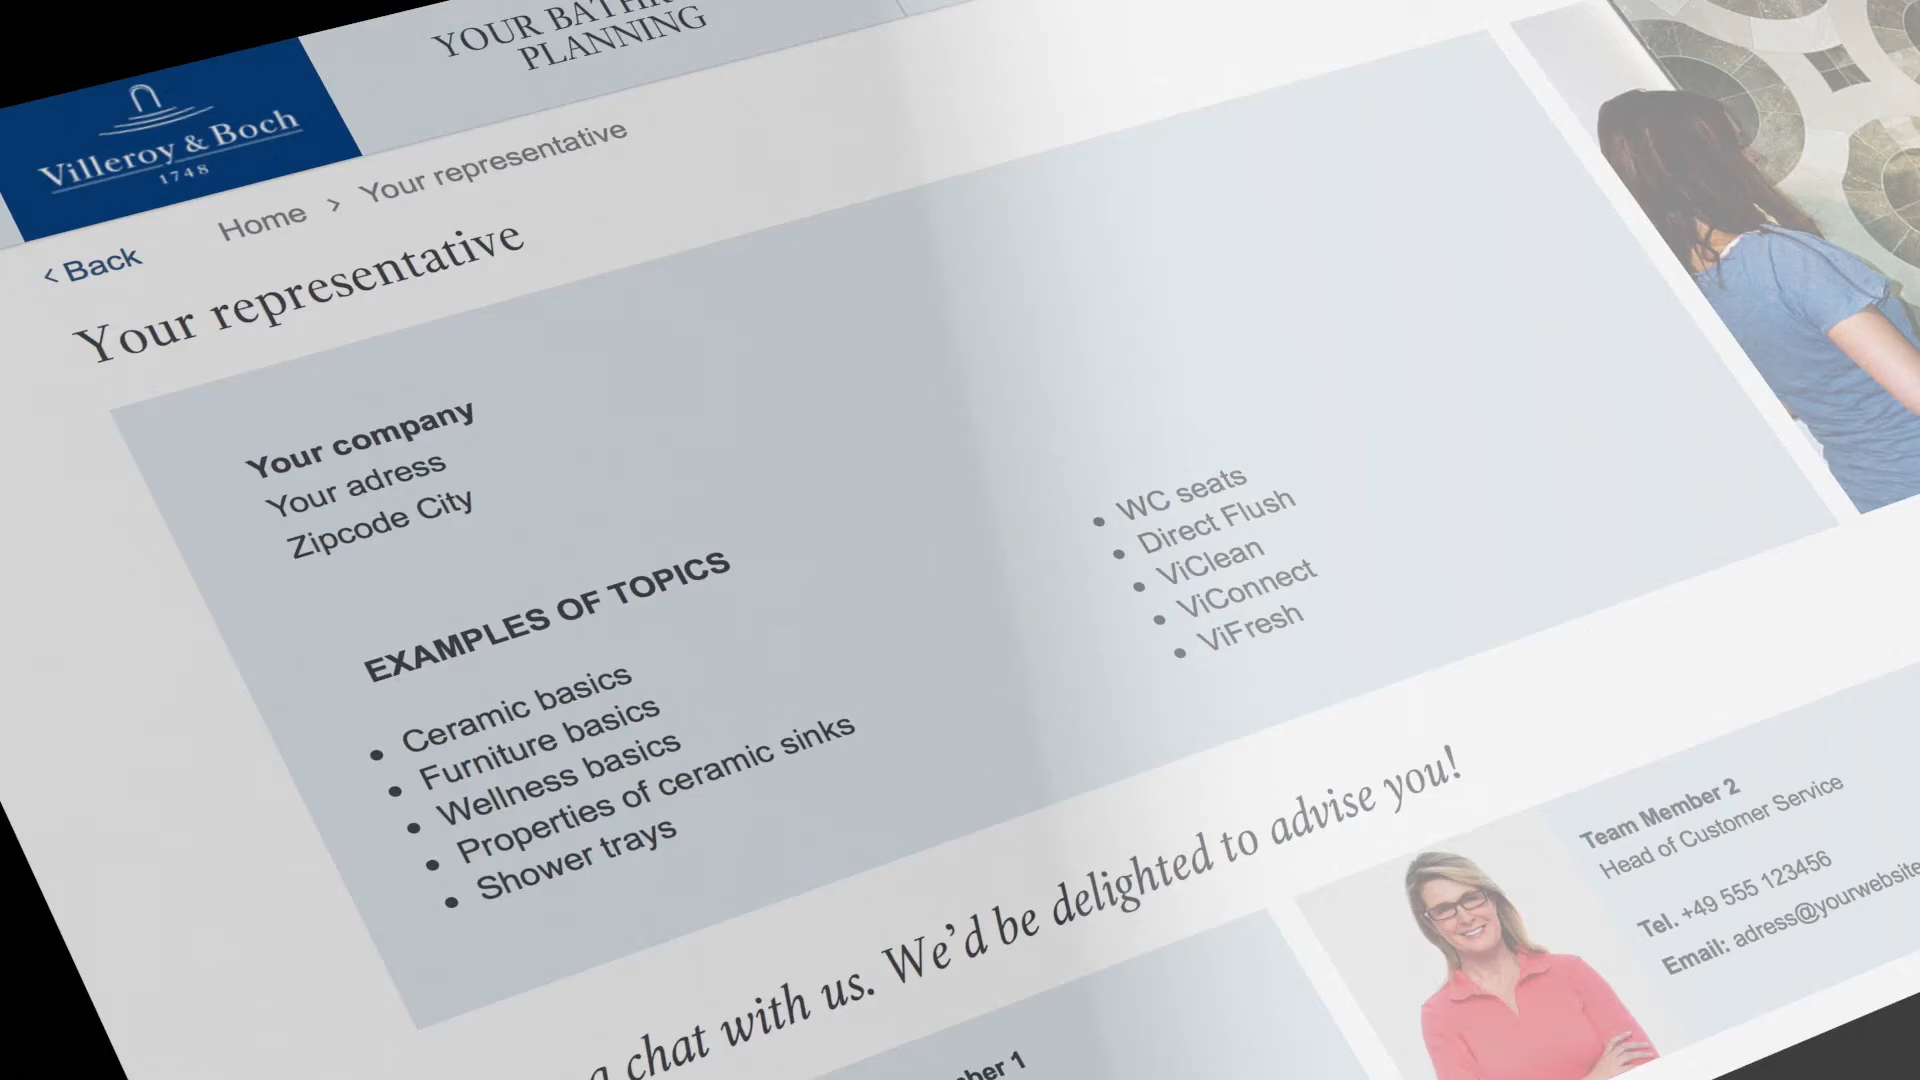 YOUR
PLANNING
Villeroy & Boch
1748
Home > Your representative
‹ Back
Your representative
Your company
Your adress
Zipcode City
EXAMPLES OF TOPICS
• Ceramic basics
• Furniture basics
• Wellness basics
• Properties of ceramic sinks
• Shower trays
• WC seats
• Direct Flush
• ViClean
• ViConnect
• ViFresh
a chat with us. We’d be delighted to advise you!
1
Team Member 2
Head of Customer Service
Tel. +49 555 123456
Email: adress@yourwebsite